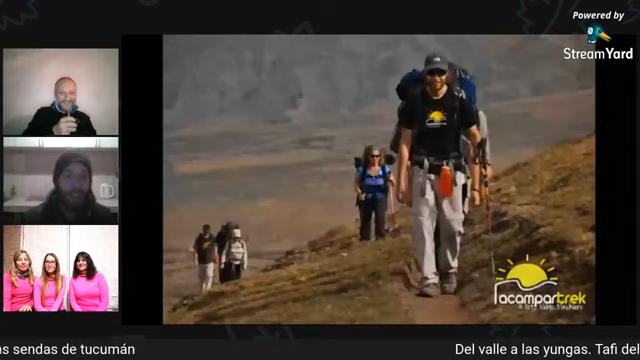 Powered by
StreamYard
acampartrek
as sendas de tucumán
Del valle a las yungas. Tafi del